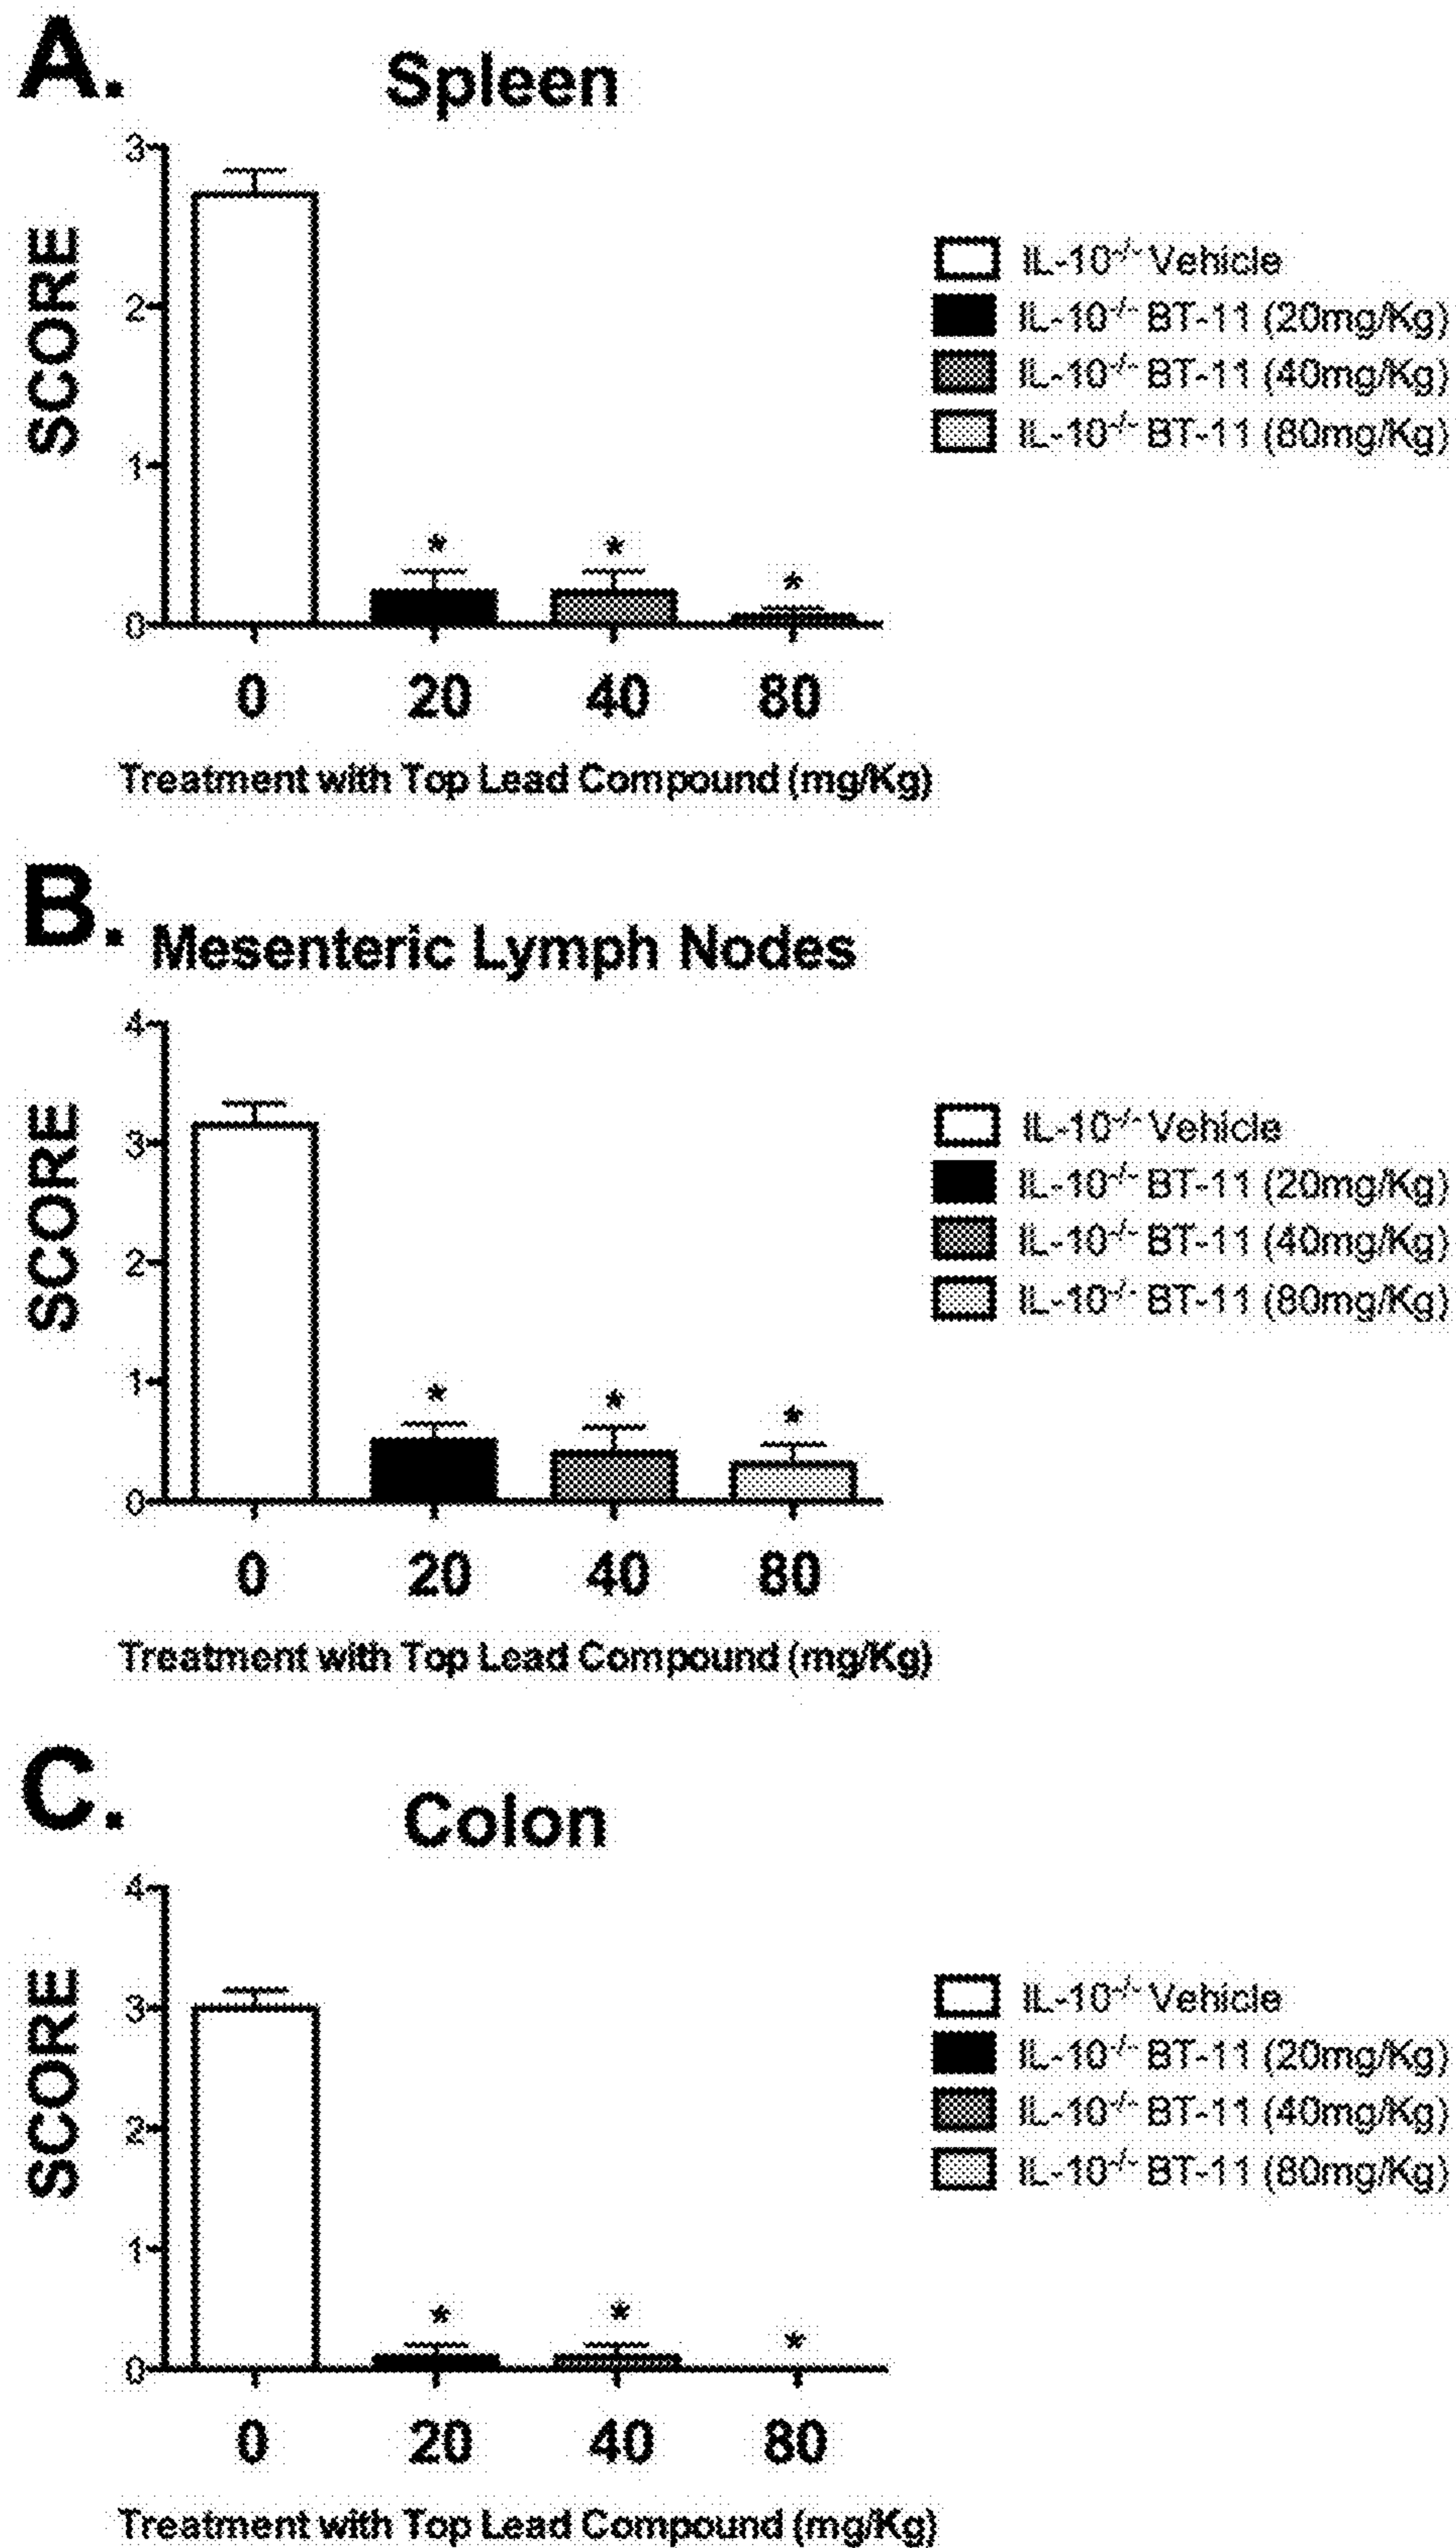 A.
Spleen
SCORE
3
2
1
0
*
*
*
0 20 40 80
Treatment with Top Lead Compound (mg/Kg)
IL-10-/- Vehicle
IL-10-/- BT-11 (20mg/Kg)
IL-10-/- BT-11 (40mg/Kg)
IL-10-/- BT-11 (80mg/Kg)
B.
Mesenteric Lymph Nodes
SCORE
4
3
2
1
0
*
*
*
0 20 40 80
Treatment with Top Lead Compound (mg/Kg)
IL-10-/- Vehicle
IL-10-/- BT-11 (20mg/Kg)
IL-10-/- BT-11 (40mg/Kg)
IL-10-/- BT-11 (80mg/Kg)
C.
Colon
SCORE
4
3
2
1
0
*
*
*
0 20 40 80
Treatment with Top Lead Compound (mg/Kg)
IL-10-/- Vehicle
IL-10-/- BT-11 (20mg/Kg)
IL-10-/- BT-11 (40mg/Kg)
IL-10-/- BT-11 (80mg/Kg)